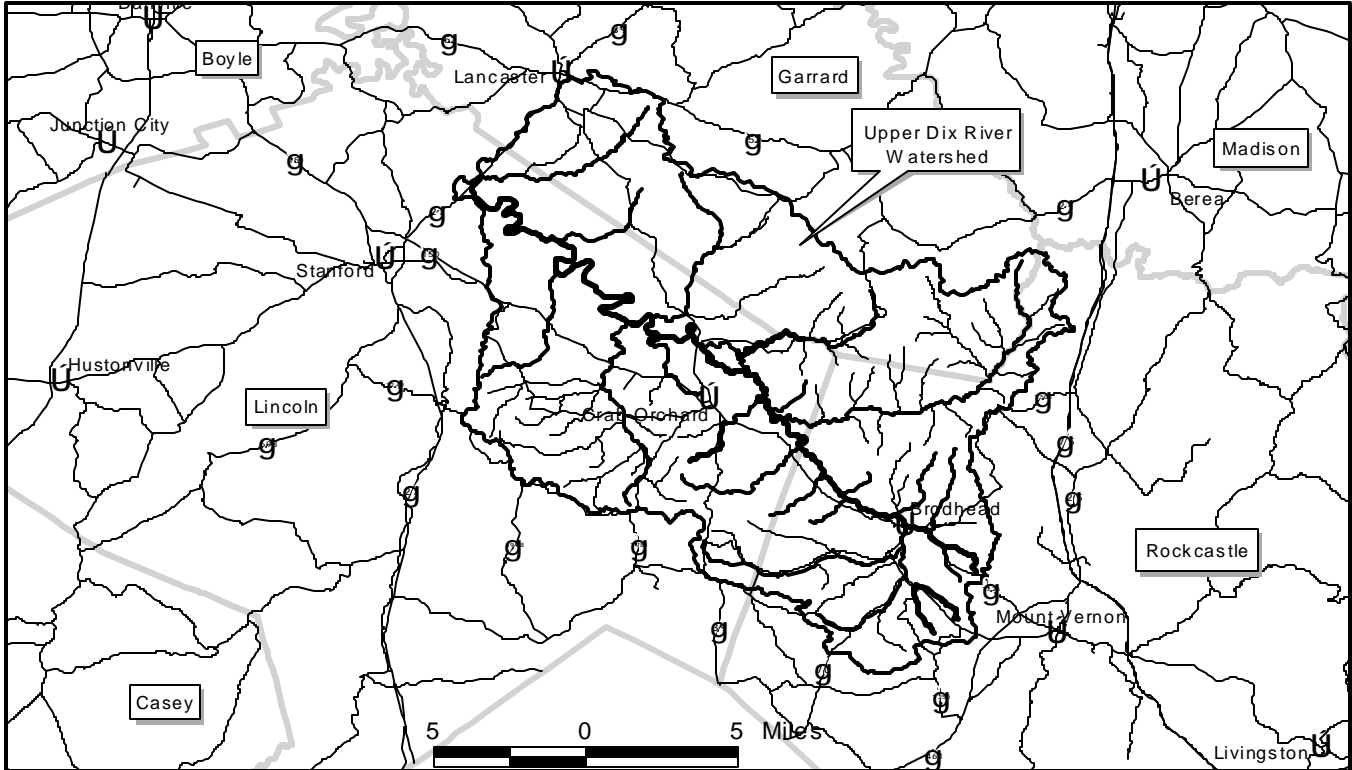 Boyle
Lancaster
Garrard
Junction City
Upper Dix River
Watershed
Madison
Berea
Stanford
Hustonville
Lincoln
Crab Orchard
Brodhead
Rockcastle
Mount Vernon
Casey
5 0 5 Miles
Livingston